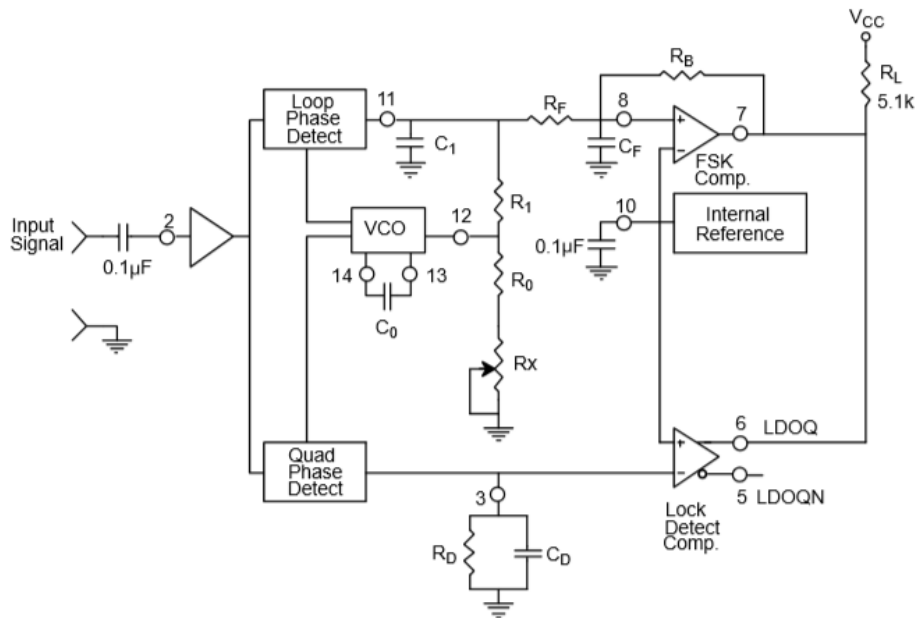 VCC
RB
RL
5.1k
Loop
Phase
Detect
11
RF
8
7
C1
CF
FSK
Comp.
R1
10
Internal
Reference
0.1µF
Input
Signal
2
0.1µF
VCO
12
14
13
C0
R0
Rx
6
LDOQ
5
LDOQN
Lock
Detect
Comp.
Quad
Phase
Detect
3
RD
CD